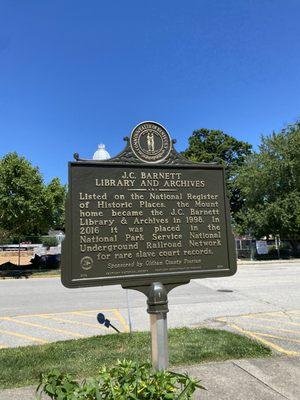 J.C. BARNETT
LIBRARY AND ARCHIVES
Listed on the National Register
of Historic Places, the Mount
home became the J.C. Barnett
Library & Archives in 1998. In
2016 it was placed in the
National Park Service National
Underground Railroad Network
for rare slave court records.
Sponsored by Oldham County Tourism